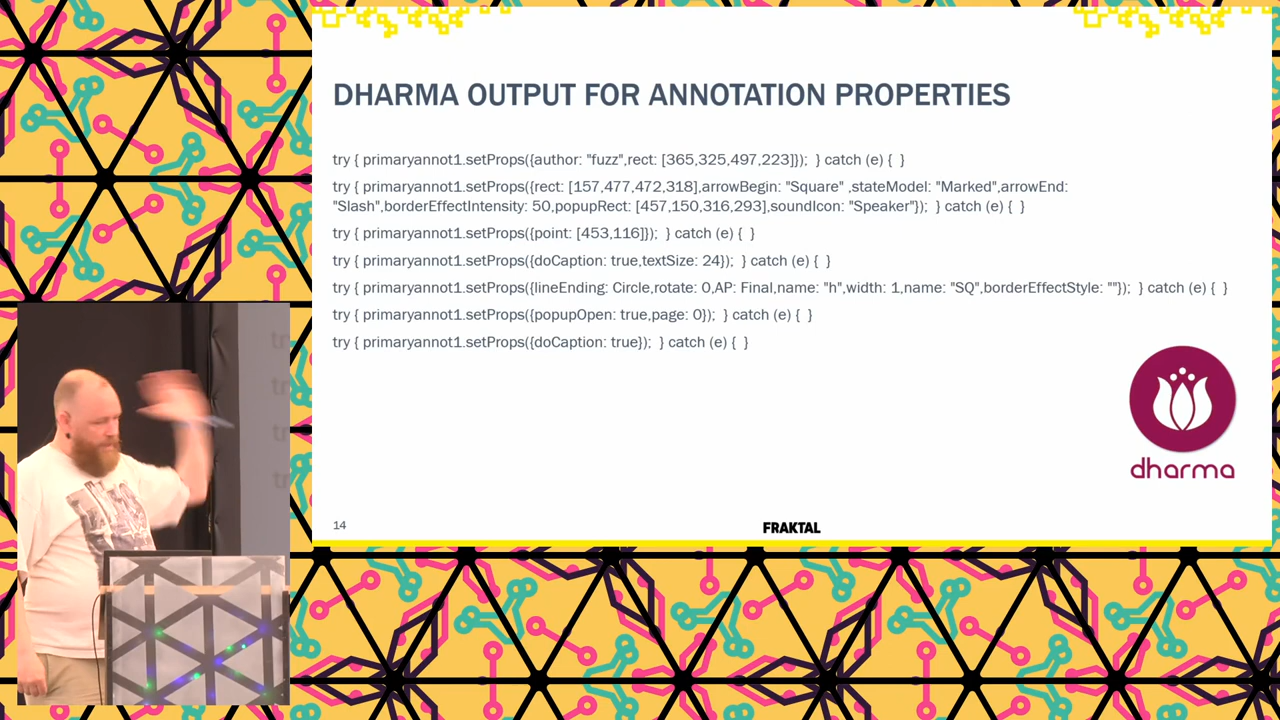 DHARMA OUTPUT FOR ANNOTATION PROPERTIES
try { primaryannot1.setProps({author: "fuzz",rect: [365,325,497,223]});  } catch (e) {  }
try { primaryannot1.setProps({rect: [157,477,472,318],arrowBegin: "Square" ,stateModel: "Marked",arrowEnd:
"Slash",borderEffectIntensity: 50,popupRect: [457,150,316,293],soundIcon: "Speaker"});  } catch (e) {  }
try { primaryannot1.setProps({point: [453,116]});  } catch (e) {  }
try { primaryannot1.setProps({doCaption: true,textSize: 24});  } catch (e) {  }
try { primaryannot1.setProps({lineEnding: Circle,rotate: 0,AP: Final,name: "h",width: 1,name: "SQ",borderEffectStyle: ""});  } catch (e) {  }
try { primaryannot1.setProps({popupOpen: true,page: 0});  } catch (e) {  }
try { primaryannot1.setProps({doCaption: true});  } catch (e) {  }
dharma
14
FRAKTAL